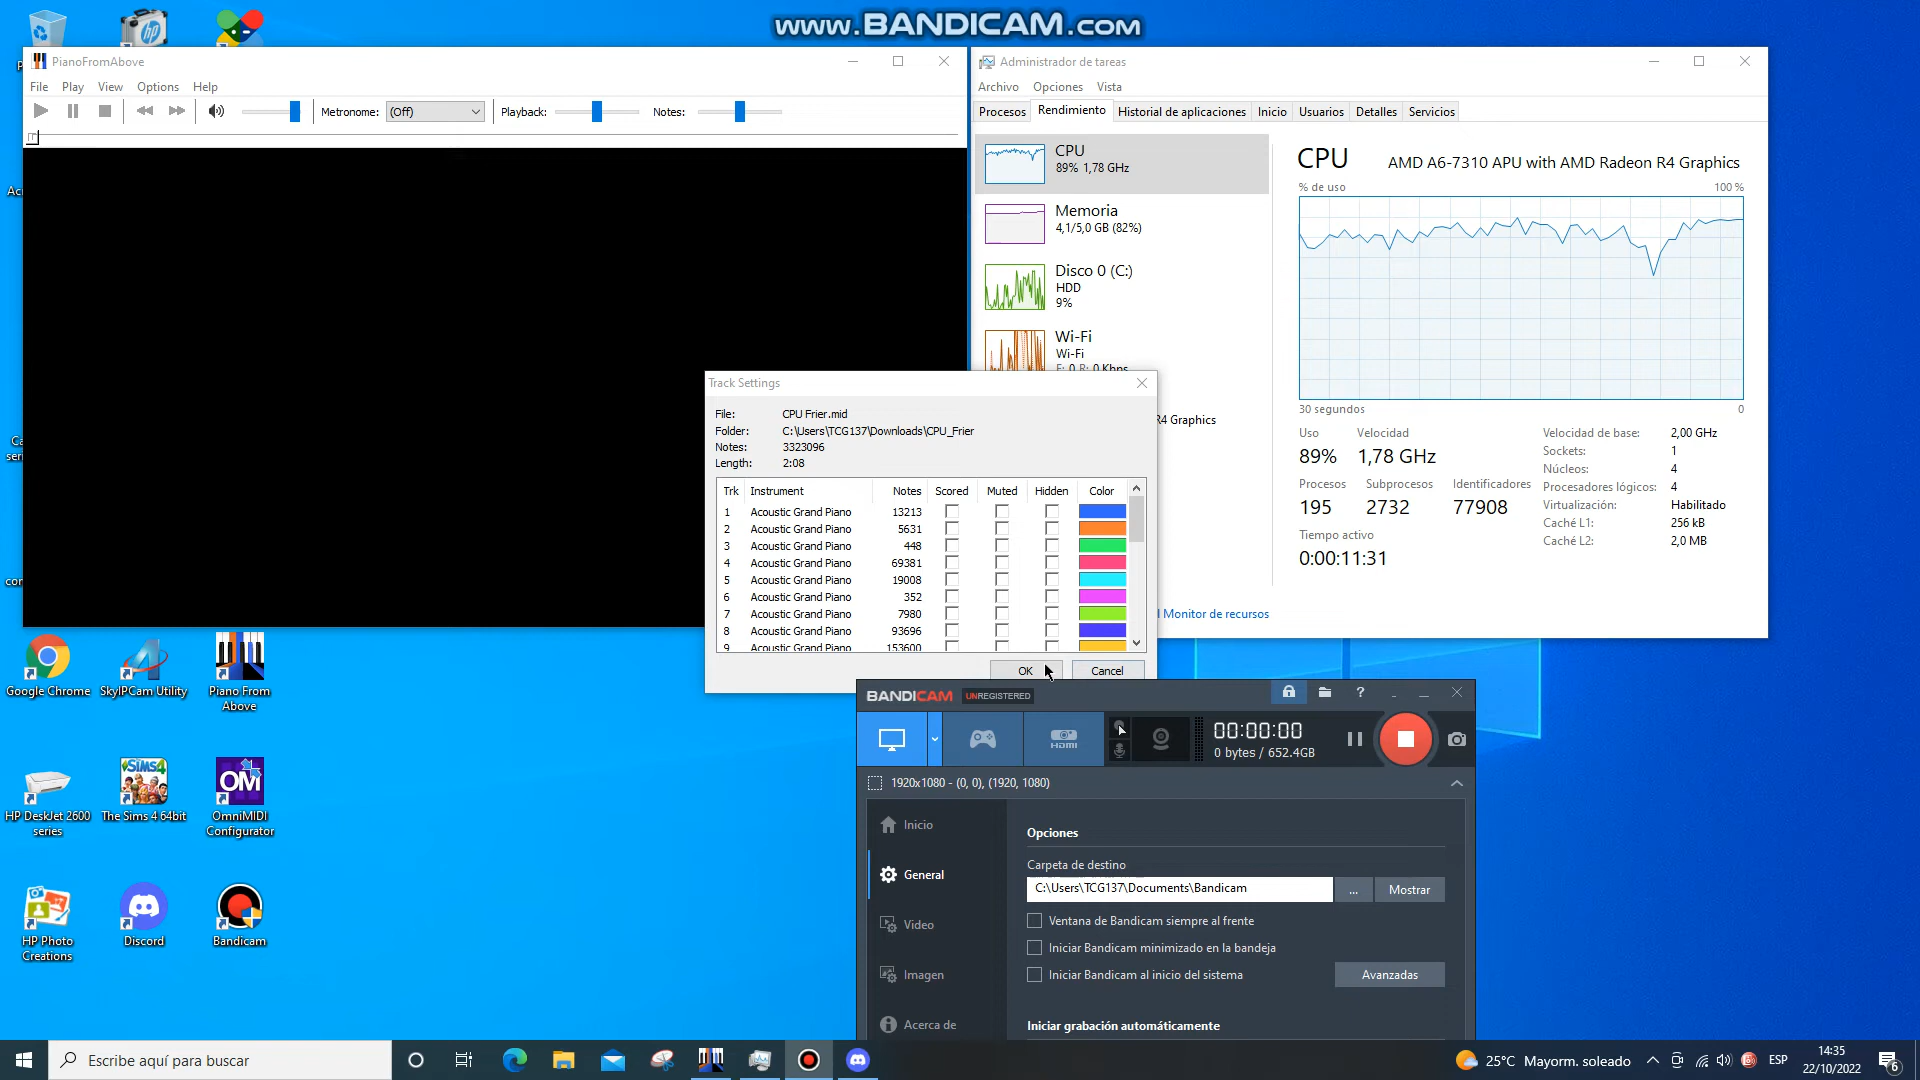 www.BANDICAM.com
PianoFromAbove
File Play View Options Help
Metronome: (Off) Playback: Notes:
Administrador de tareas
Archivo Opciones Vista
Procesos Rendimiento Historial de aplicaciones Inicio Usuarios Detalles Servicios
CPU
89% 1,78 GHz
Memoria
4,1/5,0 GB (82%)
Disco 0 (C:)
HDD
9%
Wi-Fi
Wi-Fi
E: 0 R: 0 Kbps
R4 Graphics
Monitor de recursos
CPU AMD A6-7310 APU with AMD Radeon R4 Graphics
% de uso 100 %
30 segundos 0
Uso Velocidad
89% 1,78 GHz
Procesos Subprocesos Identificadores
195 2732 77908
Tiempo activo
0:00:11:31
Velocidad de base: 2,00 GHz
Sockets: 1
Núcleos: 4
Procesadores lógicos: 4
Virtualización: Habilitado
Caché L1: 256 kB
Caché L2: 2,0 MB
Track Settings
File: CPU Frier.mid
Folder: C:\Users\TCG137\Downloads\CPU_Frier
Notes: 3323096
Length: 2:08
Trk Instrument Notes Scored Muted Hidden Color
1 Acoustic Grand Piano 13213
2 Acoustic Grand Piano 5631
3 Acoustic Grand Piano 448
4 Acoustic Grand Piano 69381
5 Acoustic Grand Piano 19008
6 Acoustic Grand Piano 352
7 Acoustic Grand Piano 7980
8 Acoustic Grand Piano 93696
9 Acoustic Grand Piano 153600
OK Cancel
BANDICAM UNREGISTERED
?
HDMI
00:00:00
0 bytes / 652.4GB
1920x1080 - (0, 0), (1920, 1080)
Inicio
General
Video
Imagen
Acerca de
Opciones
Carpeta de destino
C:\Users\TCG137\Documents\Bandicam ... Mostrar
Ventana de Bandicam siempre al frente
Iniciar Bandicam minimizado en la bandeja
Iniciar Bandicam al inicio del sistema Avanzadas
Iniciar grabación automáticamente
Google Chrome
SkyIPCam Utility
Piano From
Above
HP DeskJet 2600
series
The Sims 4 64bit
OmniMIDI
Configurator
HP Photo
Creations
Discord
Bandicam
Escribe aquí para buscar
25°C Mayorm. soleado
ESP
14:35
22/10/2022
6